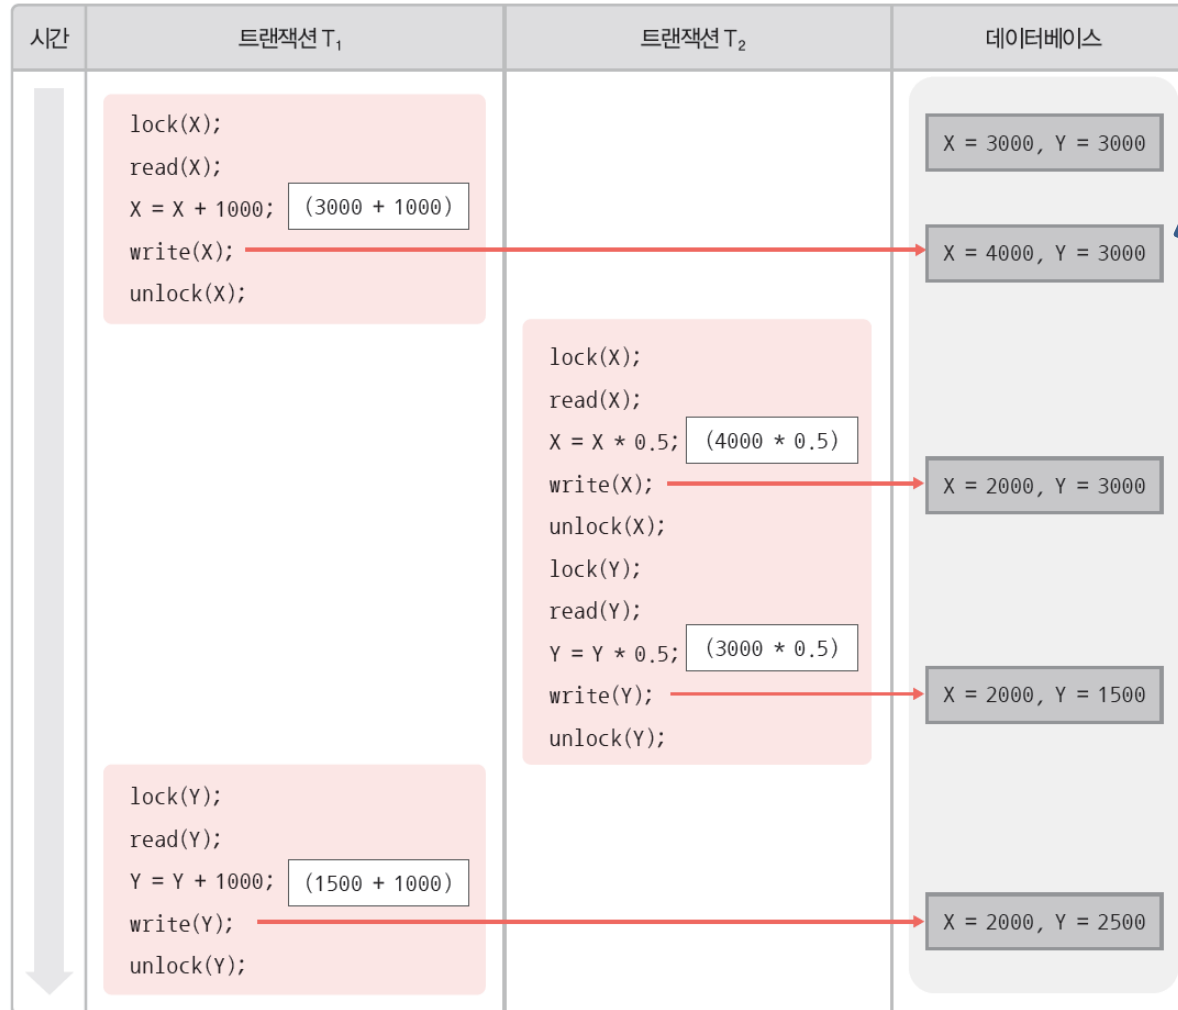 시간 트랜잭션 T₁ 트랜잭션 T₂ 데이터베이스
lock(X);
X = 3000, Y = 3000
read(X);
X = X + 1000; (3000 + 1000)
write(X);
X = 4000, Y = 3000
unlock(X);
lock(X);
read(X);
X = X * 0.5; (4000 * 0.5)
write(X);
X = 2000, Y = 3000
unlock(X);
lock(Y);
read(Y);
Y = Y * 0.5; (3000 * 0.5)
write(Y);
X = 2000, Y = 1500
unlock(Y);
lock(Y);
read(Y);
Y = Y + 1000; (1500 + 1000)
write(Y);
X = 2000, Y = 2500
unlock(Y);